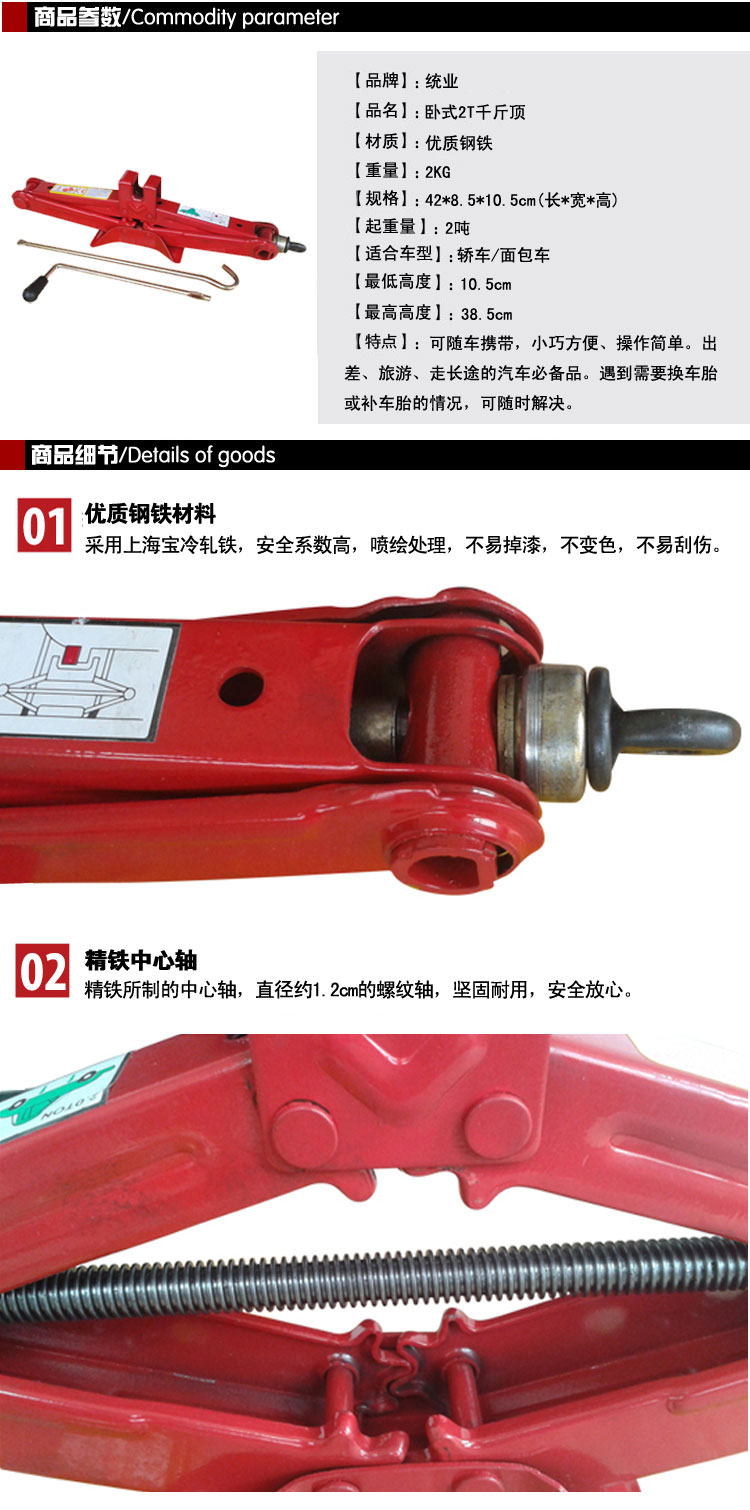 商品参数/Commodity parameter
【品牌】:统业
【品名】:卧式2T千斤顶
【材质】:优质钢铁
【重量】:2KG
【规格】:42*8.5*10.5cm(长*宽*高)
【起重量】:2吨
【适合车型】:轿车/面包车
【最低高度】:10.5cm
【最高高度】:38.5cm
【特点】:可随车携带,小巧方便、操作简单。出
差、旅游、走长途的汽车必备品。遇到需要换车胎
或补车胎的情况,可随时解决。
商品细节/Details of goods
01
优质钢铁材料
采用上海宝冷轧铁,安全系数高,喷绘处理,不易掉漆,不变色,不易刮伤。
02
精铁中心轴
精铁所制的中心轴,直径约1.2cm的螺纹轴,坚固耐用,安全放心。
2.0TON